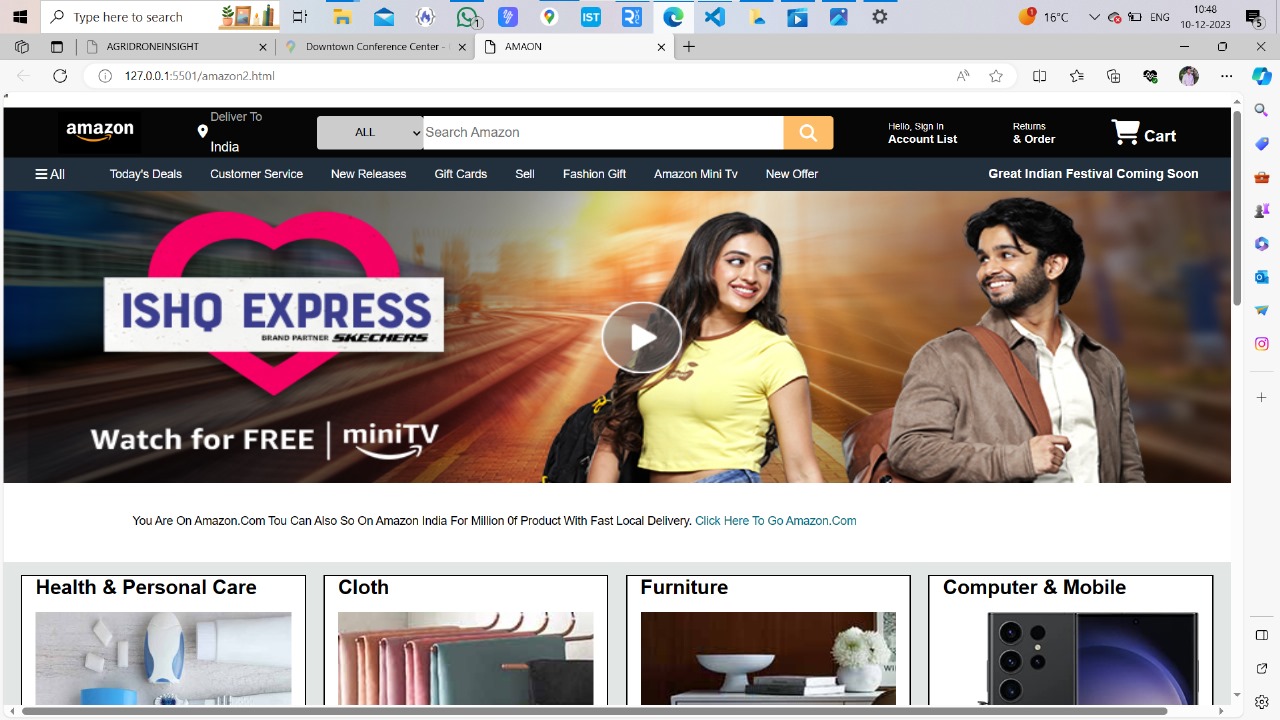 Type here to search
1
IST
1
16°C
ENG
10:48
10-12-2023
5
AGRIDRONEINSIGHT
Downtown Conference Center -
AMAON
127.0.0.1:5501/amazon2.html
amazon
Deliver To
India
ALL
Search Amazon
Hello, Sign In
Account List
Returns
& Order
Cart
All
Today's Deals
Customer Service
New Releases
Gift Cards
Sell
Fashion Gift
Amazon Mini Tv
New Offer
Great Indian Festival Coming Soon
ISHQ EXPRESS
BRAND PARTNER SKECHERS
Watch for FREE | miniTV
You Are On Amazon.Com Tou Can Also So On Amazon India For Million 0f Product With Fast Local Delivery. Click Here To Go Amazon.Com
Health & Personal Care
Cloth
Furniture
Computer & Mobile